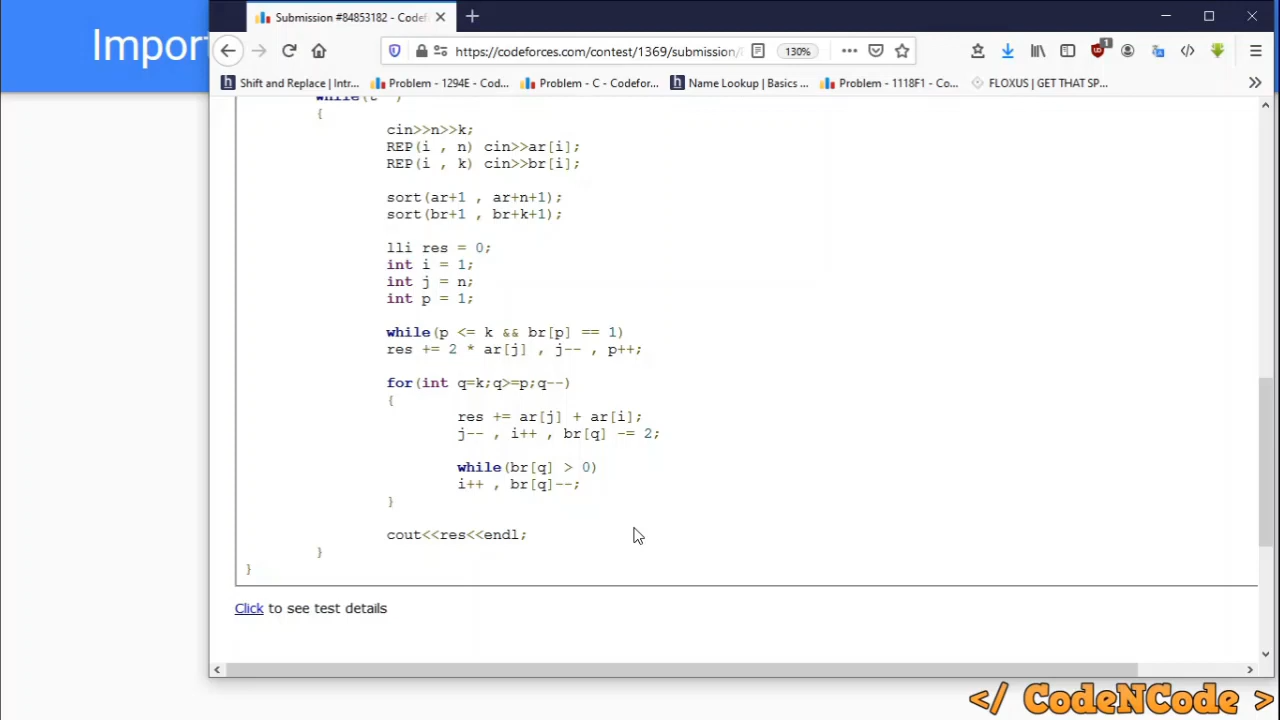 Import
Submission #84853182 - Codef
https://codeforces.com/contest/1369/submission/
130%
1
Shift and Replace | Intr...
Problem - 1294E - Cod...
Problem - C - Codefor...
Name Lookup | Basics ...
Problem - 1118F1 - Co...
FLOXUS | GET THAT SP...
{
cin>>n>>k;
REP(i , n) cin>>ar[i];
REP(i , k) cin>>br[i];
sort(ar+1 , ar+n+1);
sort(br+1 , br+k+1);
lli res = 0;
int i = 1;
int j = n;
int p = 1;
while(p <= k && br[p] == 1)
res += 2 * ar[j] , j-- , p++;
for(int q=k;q>=p;q--)
{
res += ar[j] + ar[i];
j-- , i++ , br[q] -= 2;
while(br[q] > 0)
i++ , br[q]--;
}
cout<<res<<endl;
}
}
Click to see test details
</ CodeNCode >